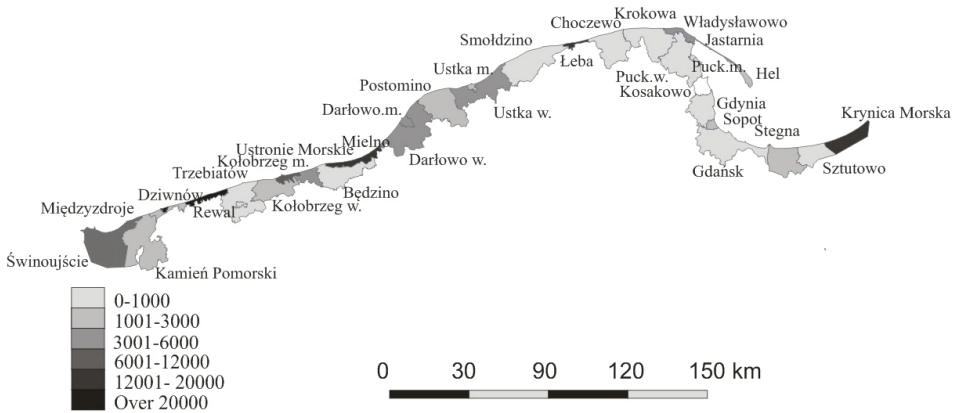 Krokowa
Choczewo
Władysławowo
Smołdzino
Jastarnia
Łeba
Puck.m.
Hel
Ustka m.
Puck.w.
Postomino
Kosakowo
Ustka w.
Gdynia
Darłowo.m.
Sopot
Krynica Morska
Stegna
Mielno
Ustronie Morskie
Darłowo w.
Kołobrzeg m.
Trzebiatów
Gdańsk
Sztutowo
Będzino
Dziwnów
Kołobrzeg w.
Rewal
Międzyzdroje
Świnoujście
Kamień Pomorski
0-1000
1001-3000
3001-6000
6001-12000
12001- 20000
Over 20000
0 30 90 120 150 km